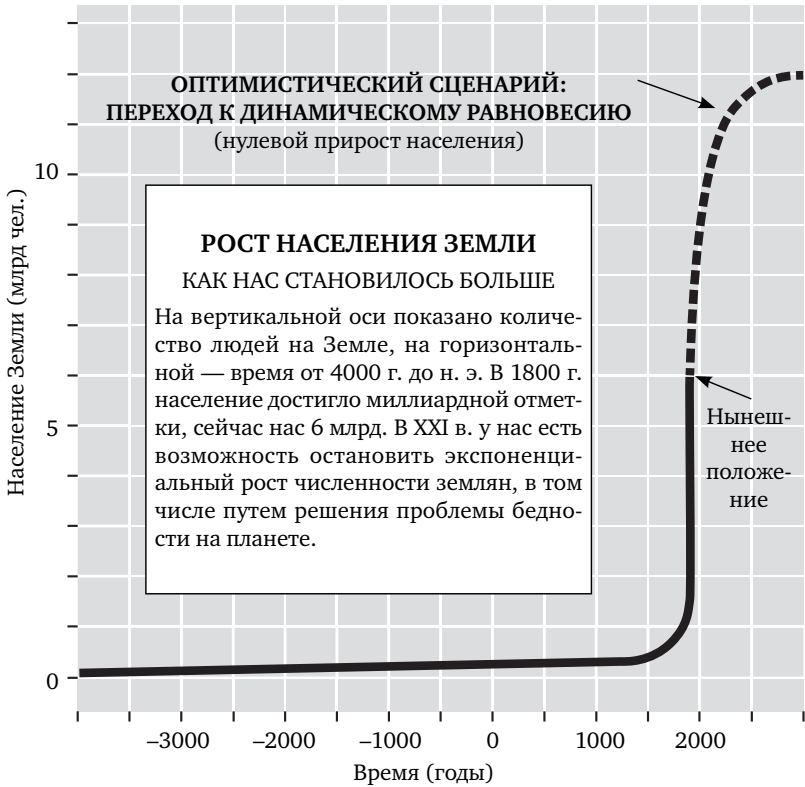 ОПТИМИСТИЧЕСКИЙ СЦЕНАРИЙ:
ПЕРЕХОД К ДИНАМИЧЕСКОМУ РАВНОВЕСИЮ
(нулевой прирост населения)
10
5
0
Население Земли (млрд чел.)
РОСТ НАСЕЛЕНИЯ ЗЕМЛИ
КАК НАС СТАНОВИЛОСЬ БОЛЬШЕ
На вертикальной оси показано количе-
ство людей на Земле, на горизонталь-
ной — время от 4000 г. до н. э. В 1800 г.
население достигло миллиардной отмет-
ки, сейчас нас 6 млрд. В XXI в. у нас есть
возможность остановить экспоненци-
альный рост численности землян, в том
числе путем решения проблемы бедно-
сти на планете.
Нынеш-
нее
положе-
ние
–3000 –2000 –1000 0 1000 2000
Время (годы)